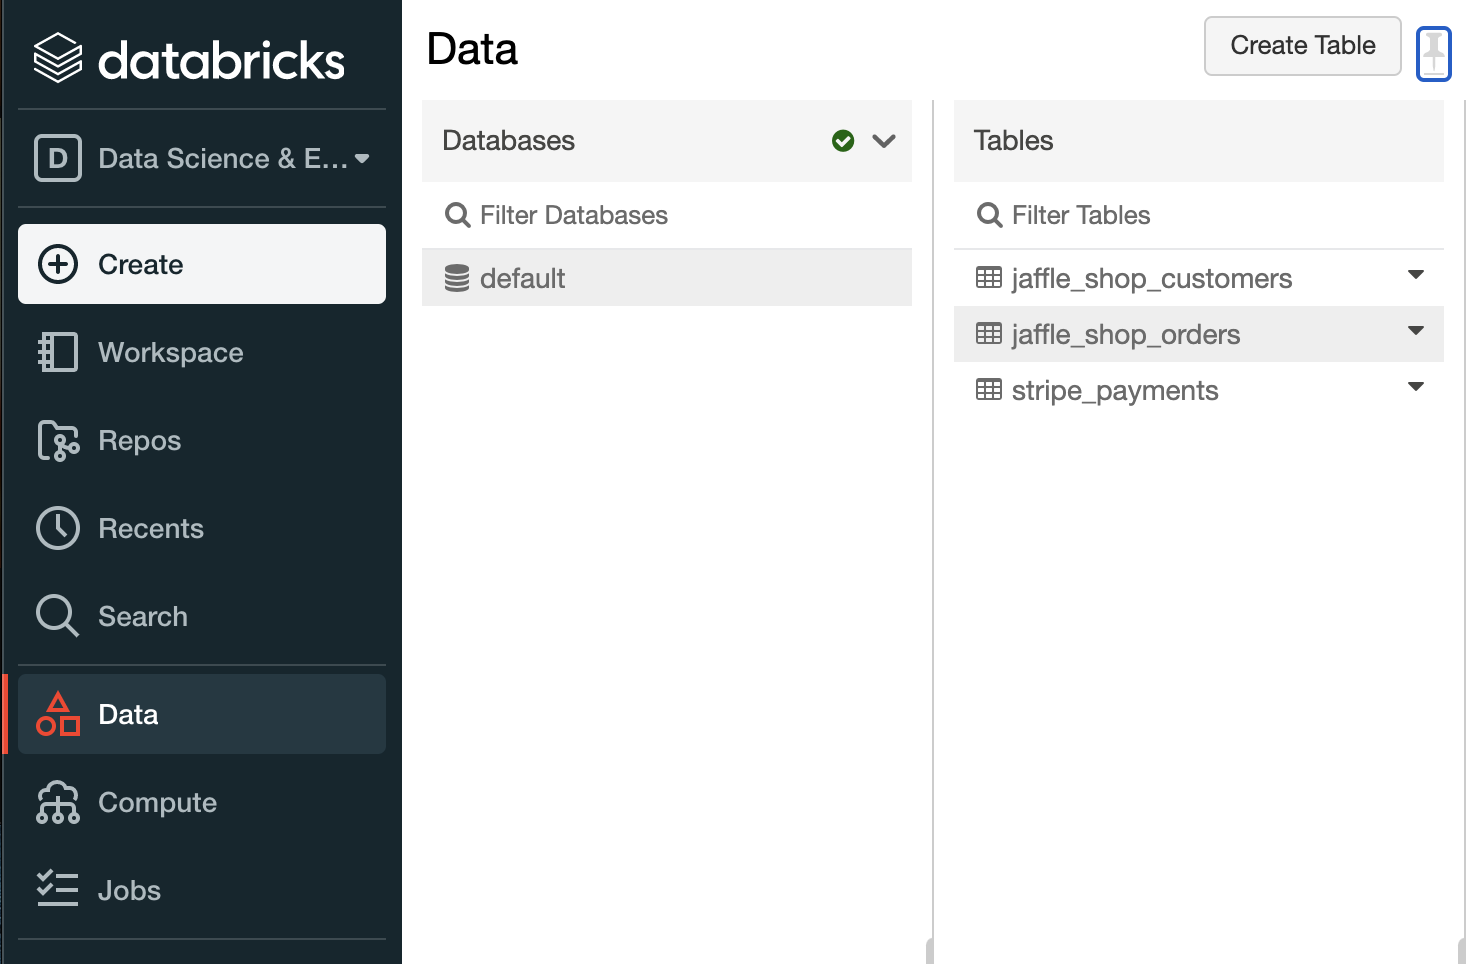 databricks
D Data Science & E...
Create
Workspace
Repos
Recents
Search
Data
Compute
Jobs
Data
Create Table
Databases
Filter Databases
default
Tables
Filter Tables
jaffle_shop_customers
jaffle_shop_orders
stripe_payments